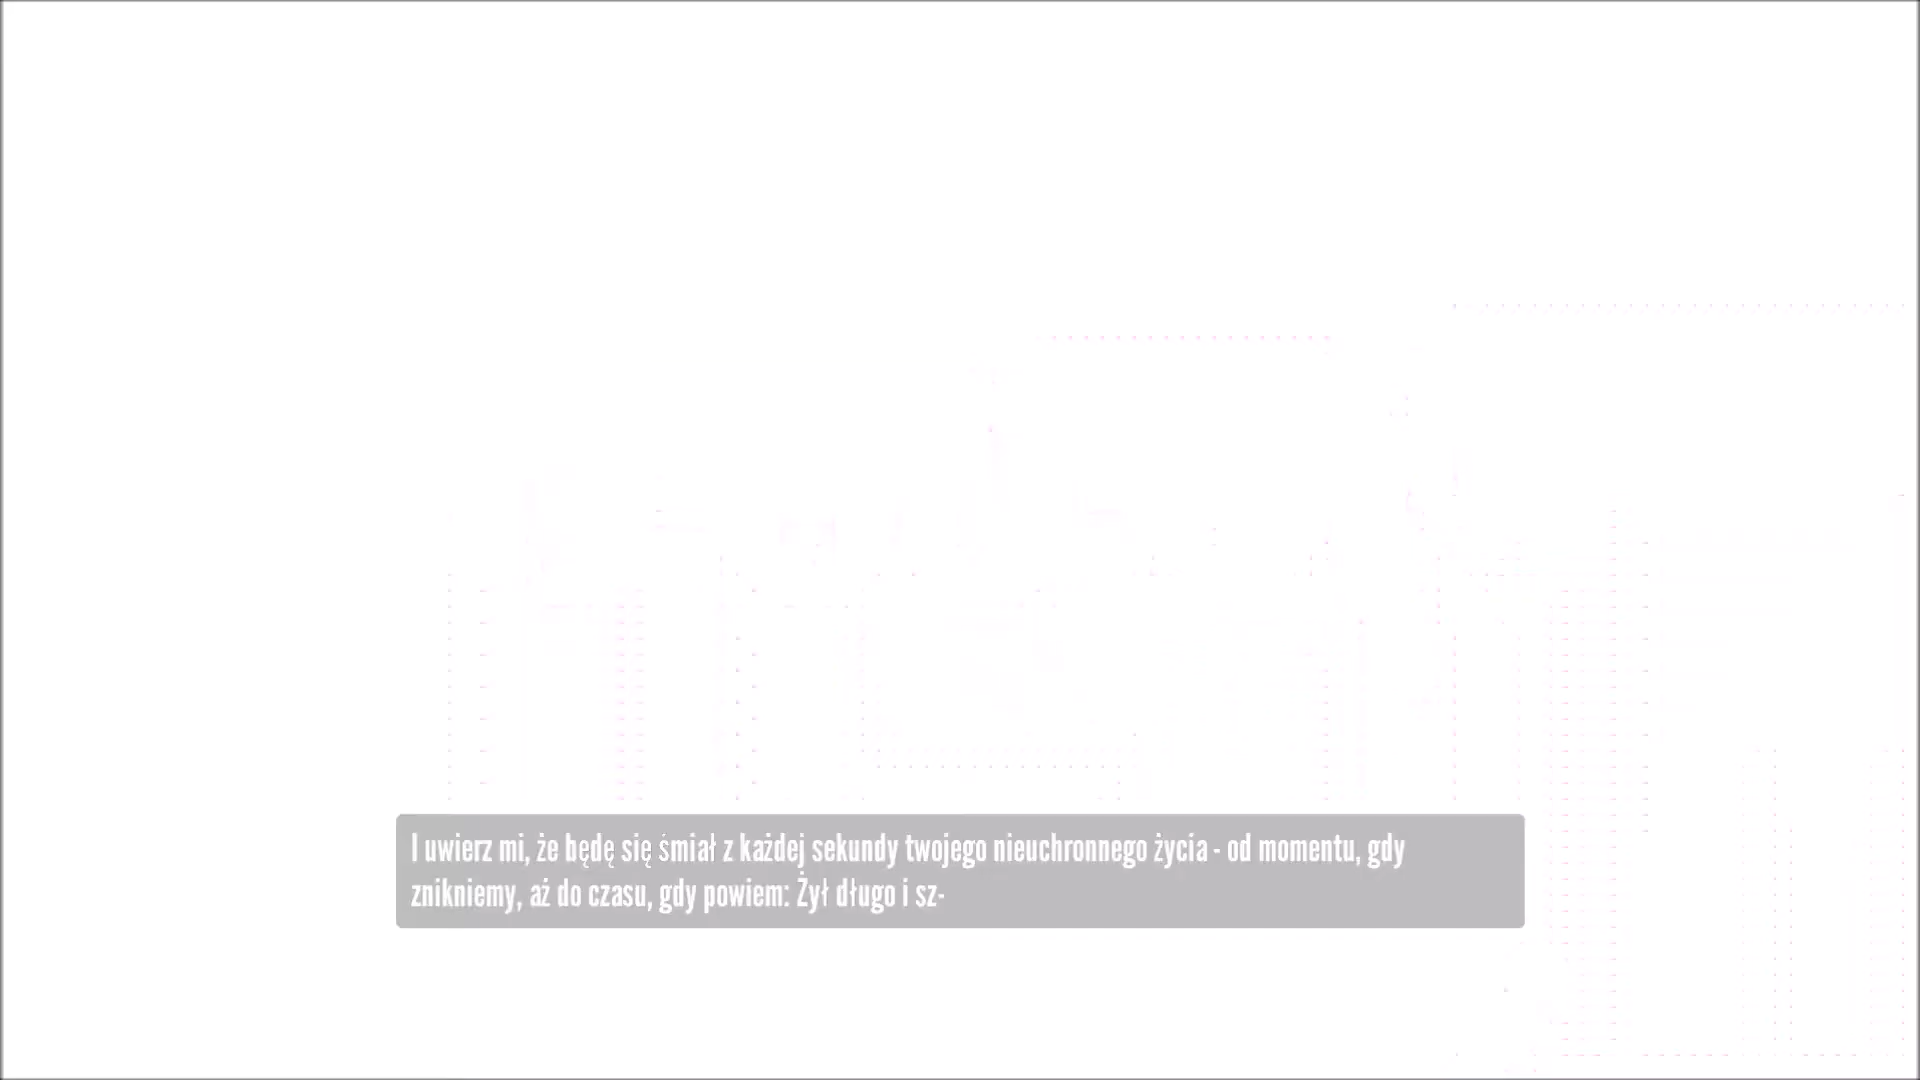 I uwierz mi, że będę się śmiał z każdej sekundy twojego nieuchronnego życia - od momentu, gdy
znikniemy, aż do czasu, gdy powiem: Żył długo i sz-